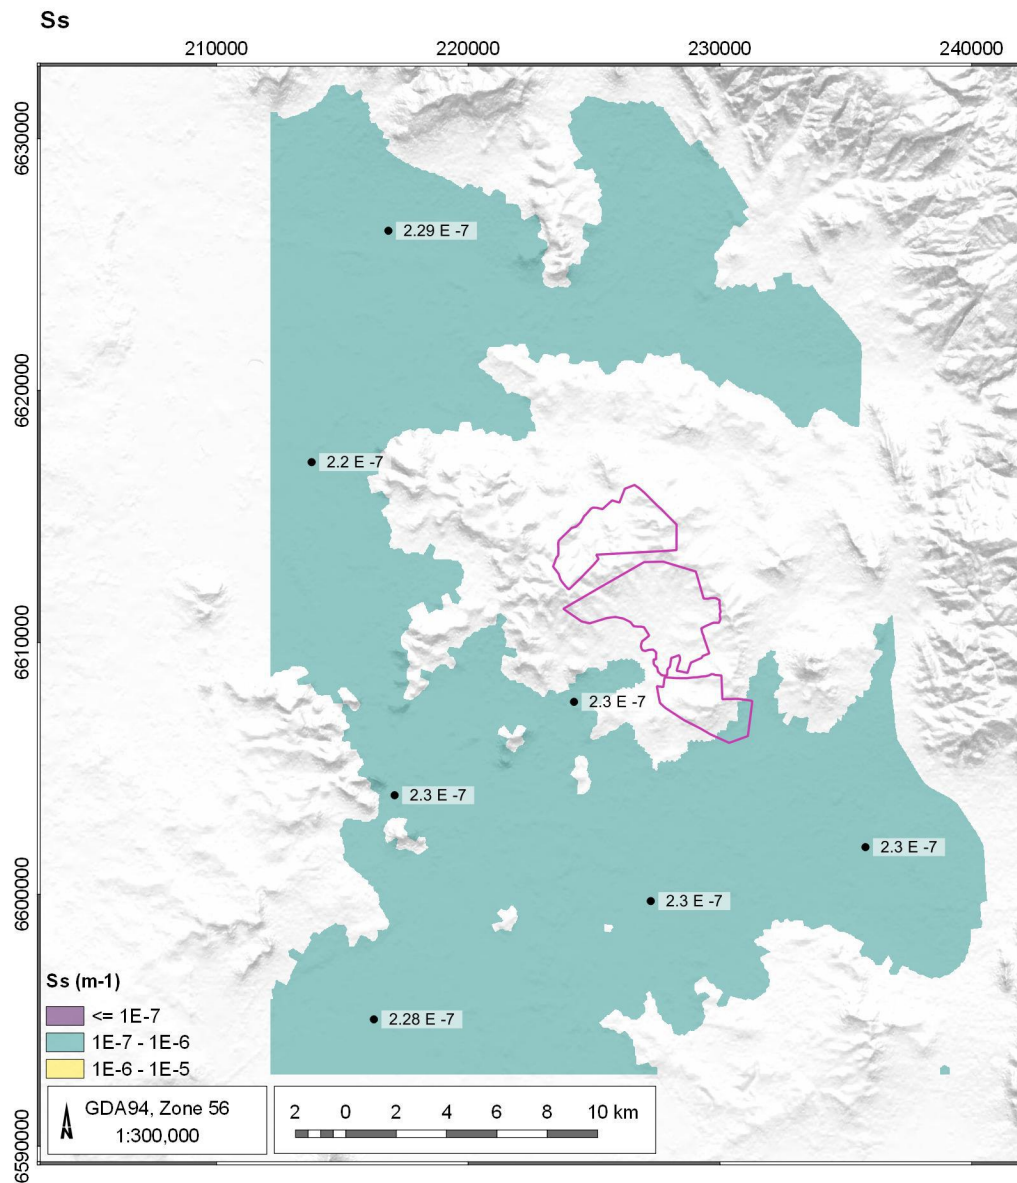 Ss
210000
220000
230000
240000
6630000
6620000
6610000
6600000
6590000
2.29 E -7
2.2 E -7
2.3 E -7
2.3 E -7
2.3 E -7
2.3 E -7
2.28 E -7
Ss (m-1)
<= 1E-7
1E-7 - 1E-6
1E-6 - 1E-5
N
GDA94, Zone 56
1:300,000
2 0 2 4 6 8 10 km